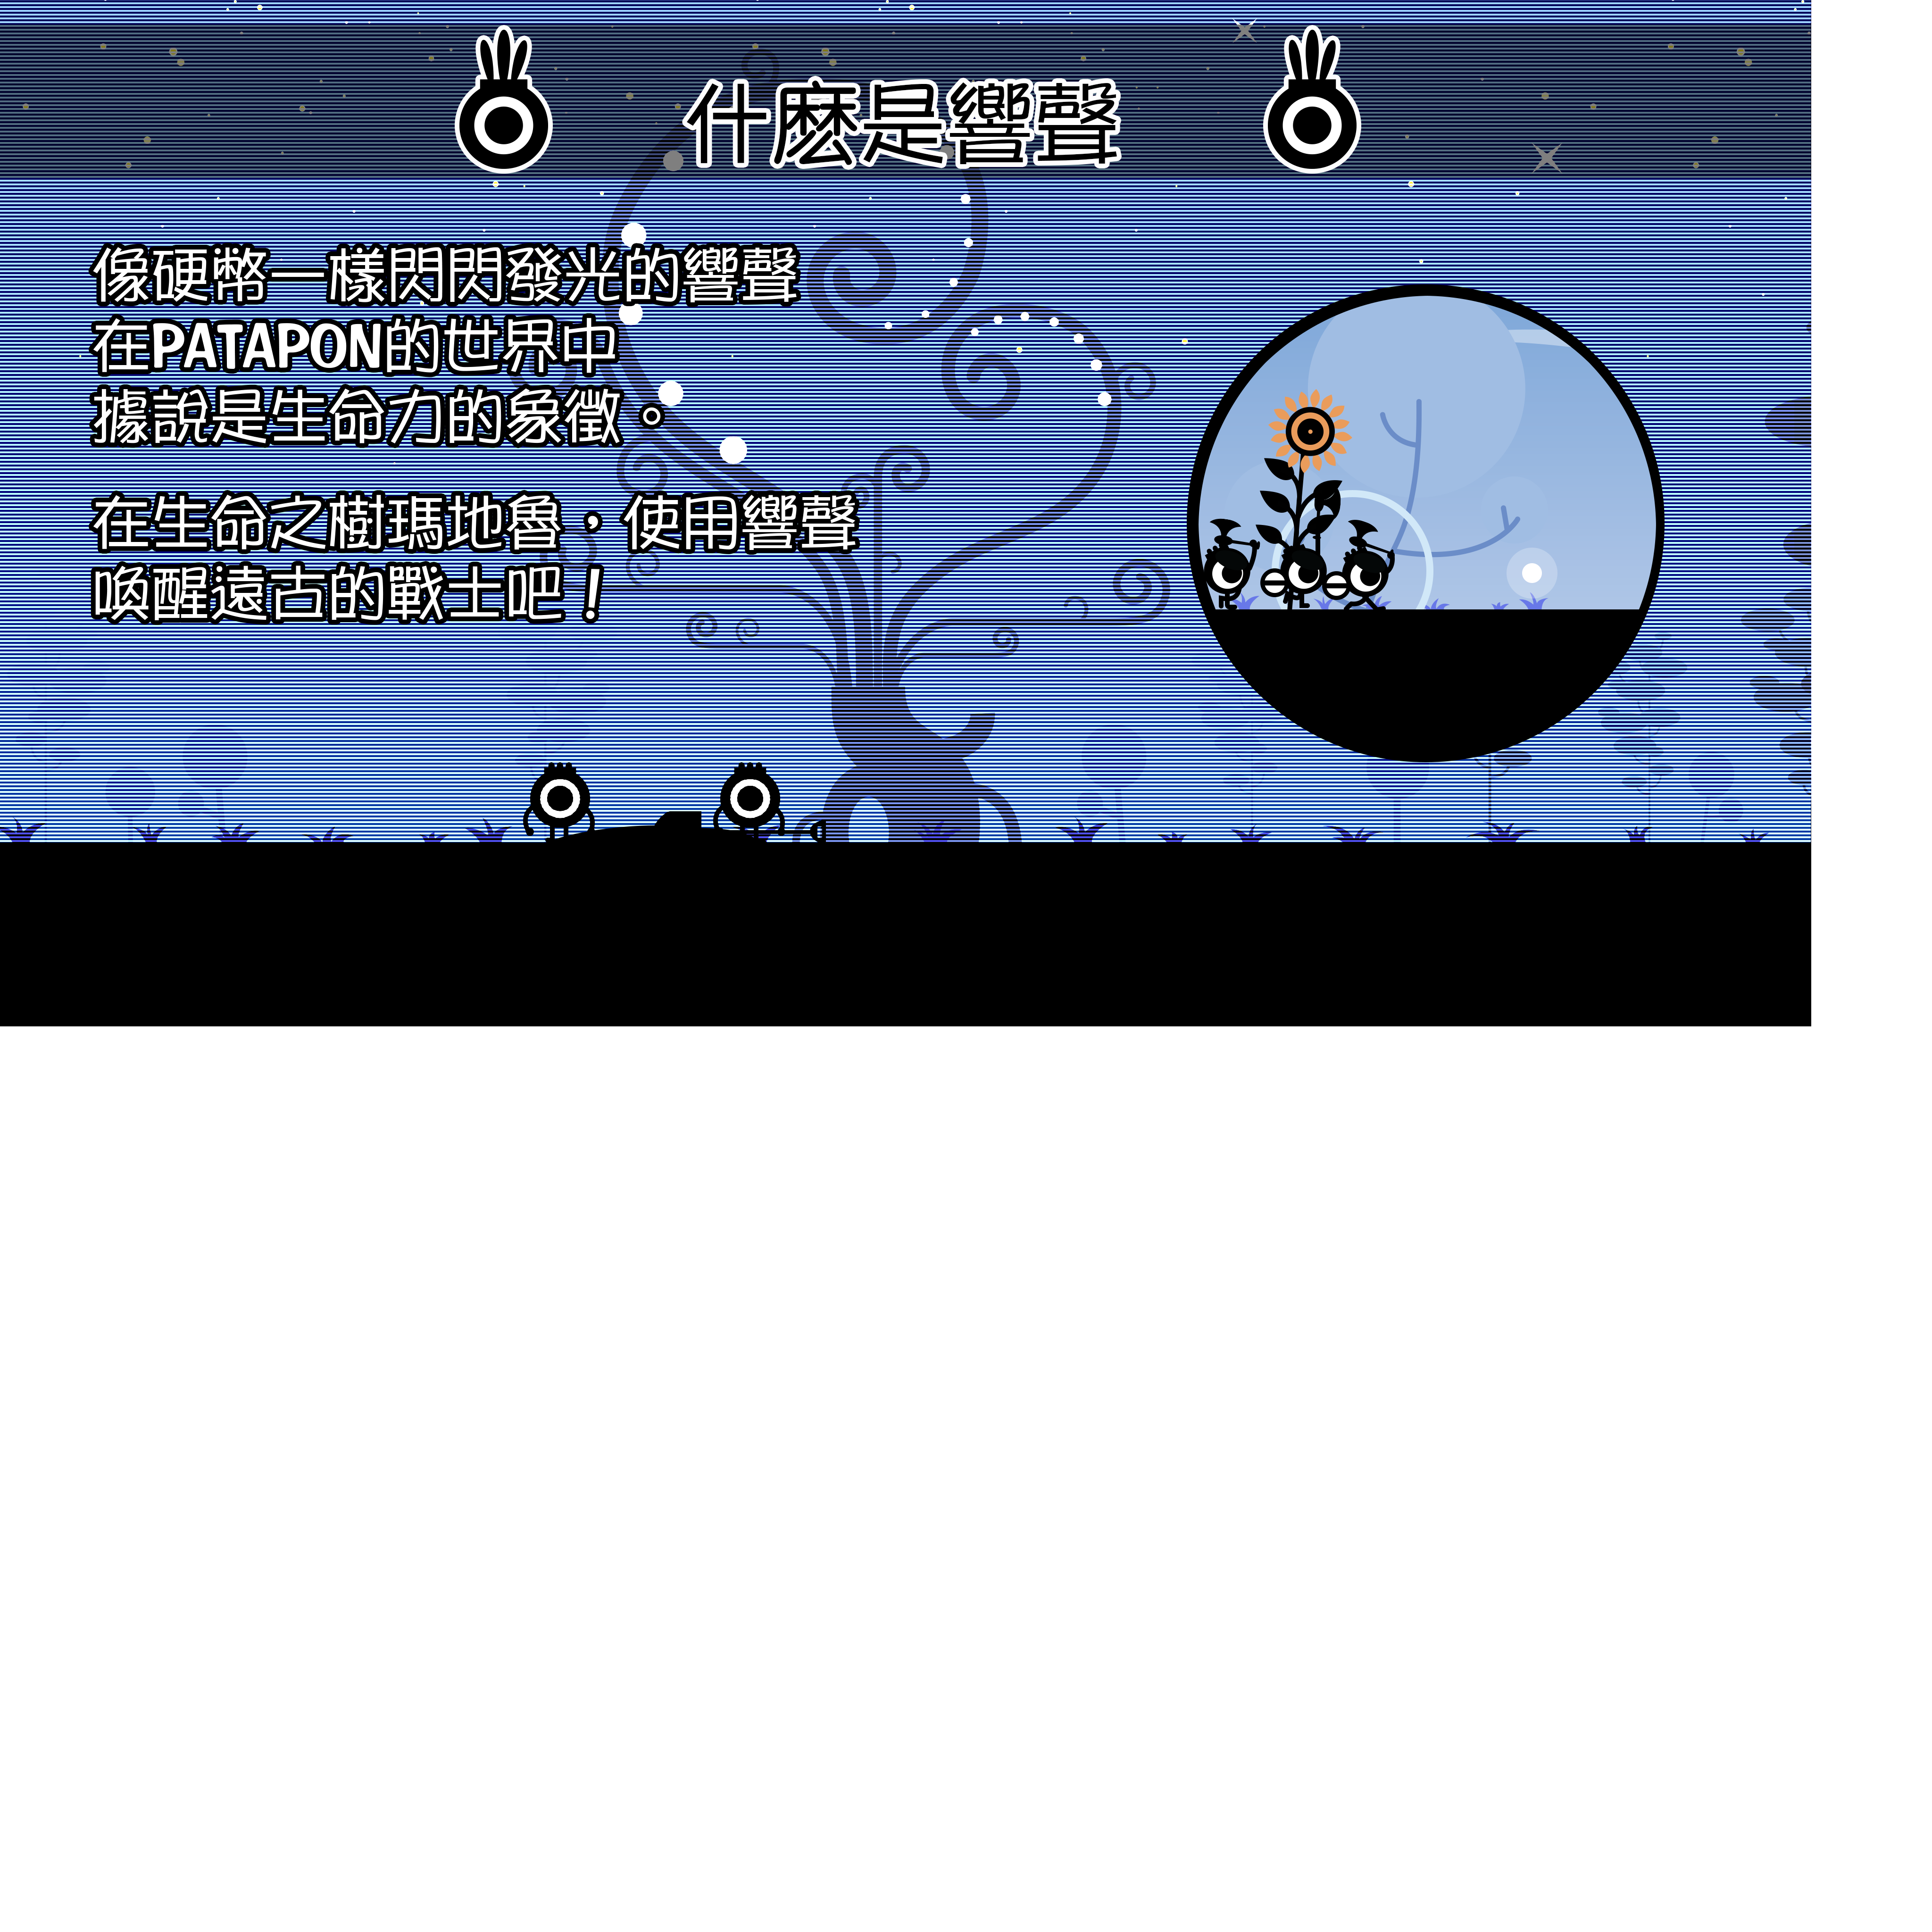 什麼是響聲
像硬幣一樣閃閃發光的響聲
在PATAPON的世界中
據說是生命力的象徵。
在生命之樹瑪地魯，使用響聲
喚醒遠古的戰士吧！